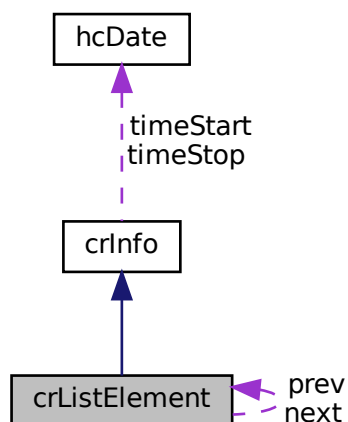 hcDate
timeStart
timeStop
crInfo
crListElement
prev
next